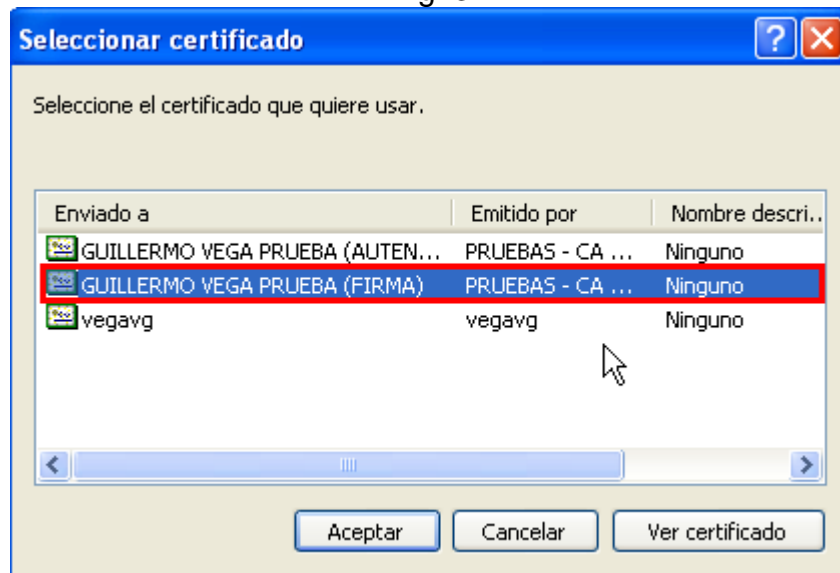 Seleccionar certificado
Seleccione el certificado que quiere usar.
Enviado a Emitido por Nombre descri..
GUILLERMO VEGA PRUEBA (AUTEN... PRUEBAS - CA ... Ninguno
GUILLERMO VEGA PRUEBA (FIRMA) PRUEBAS - CA ... Ninguno
vegavg vegavg Ninguno
Aceptar Cancelar Ver certificado